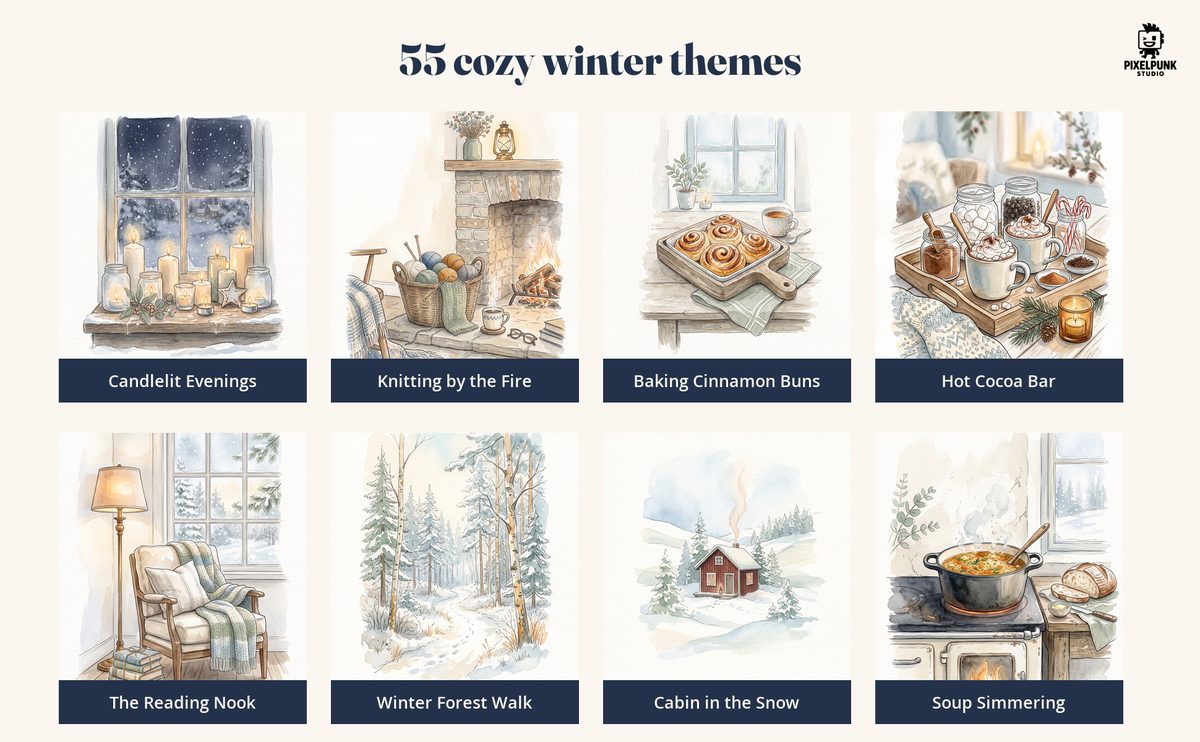 55 cozy winter themes
PIXELPUNK
STUDIO
Candlelit Evenings
Knitting by the Fire
Baking Cinnamon Buns
Hot Cocoa Bar
The Reading Nook
Winter Forest Walk
Cabin in the Snow
Soup Simmering